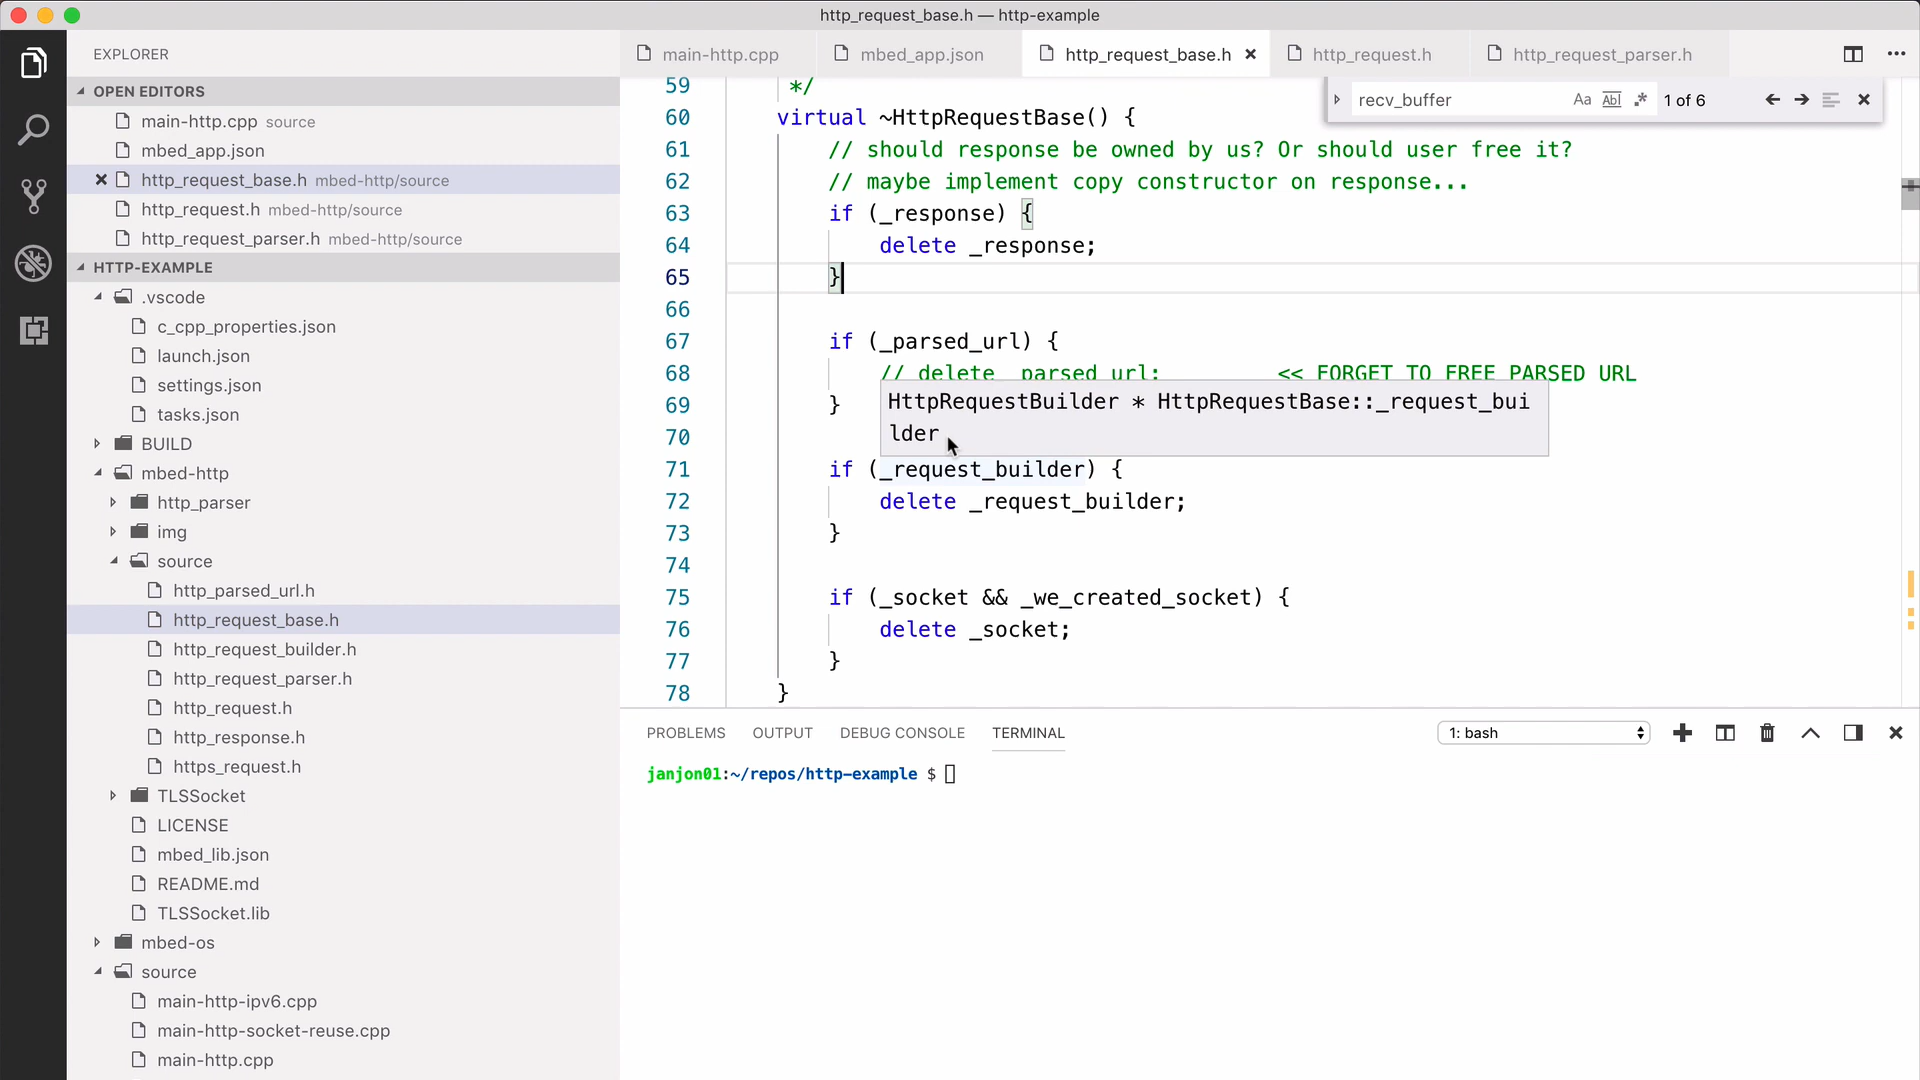 http_request_base.h — http-example
EXPLORER
OPEN EDITORS
main-http.cpp source
mbed_app.json
http_request_base.h mbed-http/source
http_request.h mbed-http/source
http_request_parser.h mbed-http/source
HTTP-EXAMPLE
.vscode
c_cpp_properties.json
launch.json
settings.json
tasks.json
BUILD
mbed-http
http_parser
img
source
http_parsed_url.h
http_request_base.h
http_request_builder.h
http_request_parser.h
http_request.h
http_response.h
https_request.h
TLSSocket
LICENSE
mbed_lib.json
README.md
TLSSocket.lib
mbed-os
source
main-http-ipv6.cpp
main-http-socket-reuse.cpp
main-http.cpp
main-http.cpp mbed_app.json http_request_base.h http_request.h http_request_parser.h
recv_buffer Aa Abl .* 1 of 6
59 */
60 virtual ~HttpRequestBase() {
61 // should response be owned by us? Or should user free it?
62 // maybe implement copy constructor on response...
63 if (_response) {
64 delete _response;
65 }
66
67 if (_parsed_url) {
68 // delete _parsed_url; << FORGET TO FREE PARSED URL
69 }
HttpRequestBuilder * HttpRequestBase::_request_bui
lder
70
71 if (_request_builder) {
72 delete _request_builder;
73 }
74
75 if (_socket && _we_created_socket) {
76 delete _socket;
77 }
78 }
PROBLEMS OUTPUT DEBUG CONSOLE TERMINAL 1: bash
janjon01:~/repos/http-example $